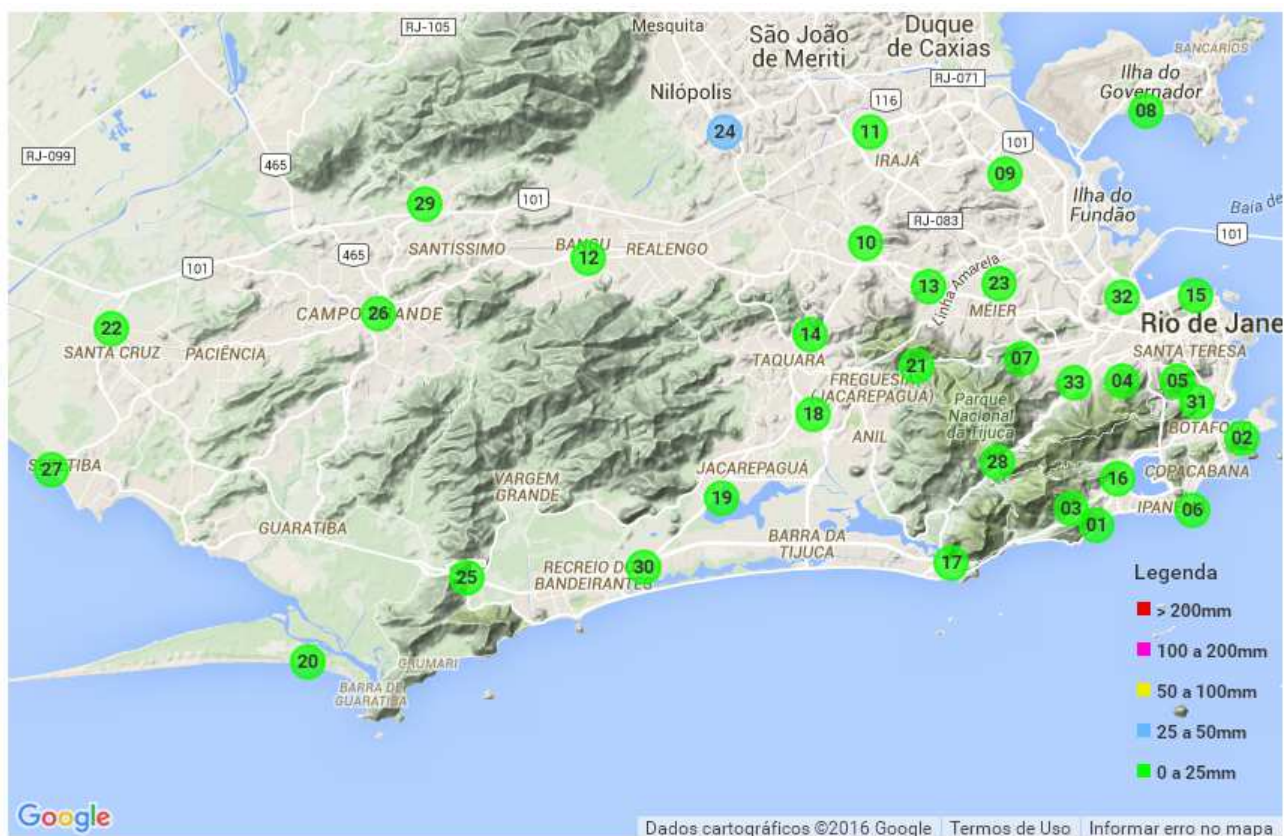 RJ-105
Mesquita
São João
de Meriti
Duque
de Caxias
BANCÁRIOS
RJ-071
Ilha do
Governador
Nilópolis
116
08
24
11
IRAJÁ
101
RJ-099
465
09
Ilha do
Fundão
29
101
Baía de
SANTÍSSIMO
RJ-083
101
465
BANGU
REALENGO
10
12
101
Linha Amarela
13
23
32
15
MÉIER
CAMPO GRANDE
26
22
14
Rio de Jane
SANTA CRUZ
PACIÊNCIA
TAQUARA
SANTA TERESA
21
07
FREGUESIA
(JACAREPAGUÁ)
33
04
05
31
Parque
Nacional
da Tijuca
18
ANIL
BOTAFOGO
02
27
28
JACAREPAGUÁ
COPACABANA
16
VARGEM
GRANDE
19
03
01
06
GUARATIBA
BARRA DA
TIJUCA
17
RECREIO DOS
BANDEIRANTES
30
25
20
GRUMARI
BARRA DE
GUARATIBA
Legenda
> 200mm
100 a 200mm
50 a 100mm
25 a 50mm
0 a 25mm
Google
Dados cartográficos ©2016 Google
Termos de Uso
Informar erro no mapa